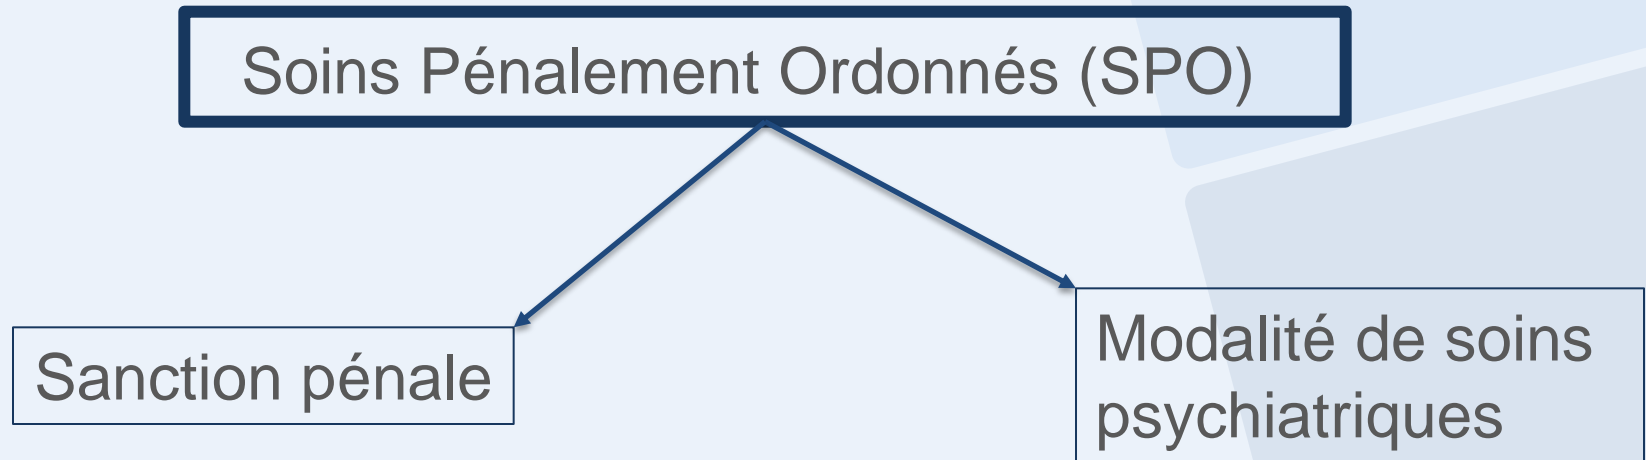 Soins Pénalement Ordonnés (SPO)
Sanction pénale
Modalité de soins
psychiatriques